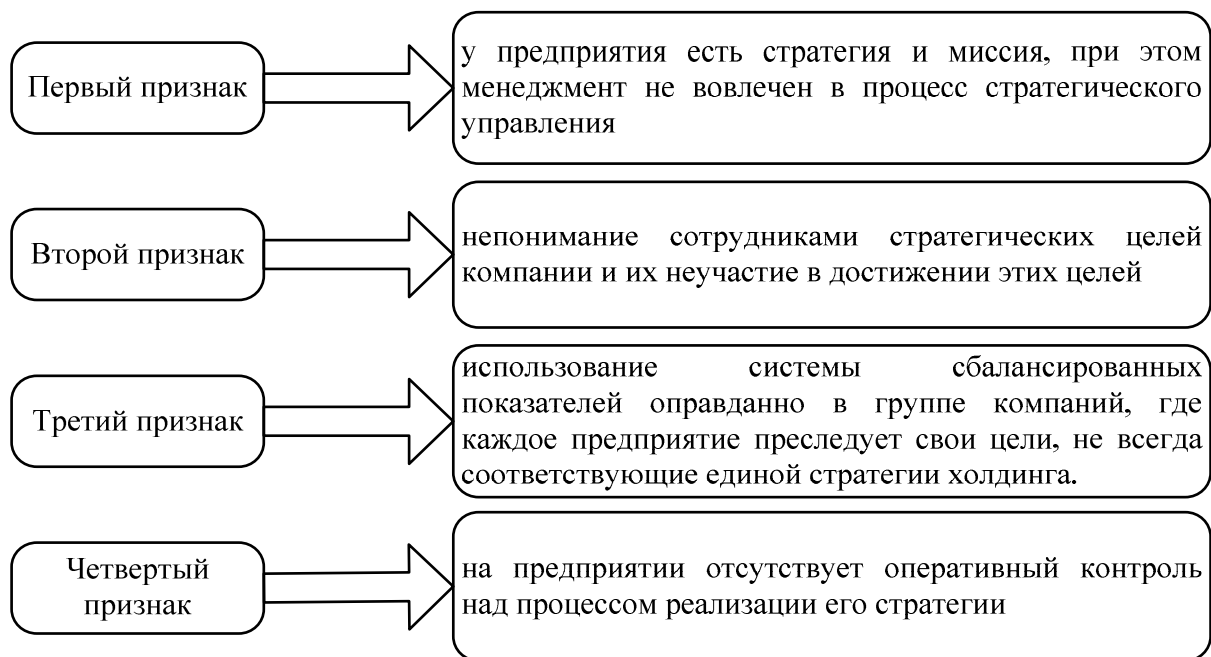 Первый признак
у предприятия есть стратегия и миссия, при этом
менеджмент не вовлечен в процесс стратегического
управления
Второй признак
непонимание сотрудниками стратегических целей
компании и их неучастие в достижении этих целей
Третий признак
использование системы сбалансированных
показателей оправданно в группе компаний, где
каждое предприятие преследует свои цели, не всегда
соответствующие единой стратегии холдинга.
Четвертый
признак
на предприятии отсутствует оперативный контроль
над процессом реализации его стратегии